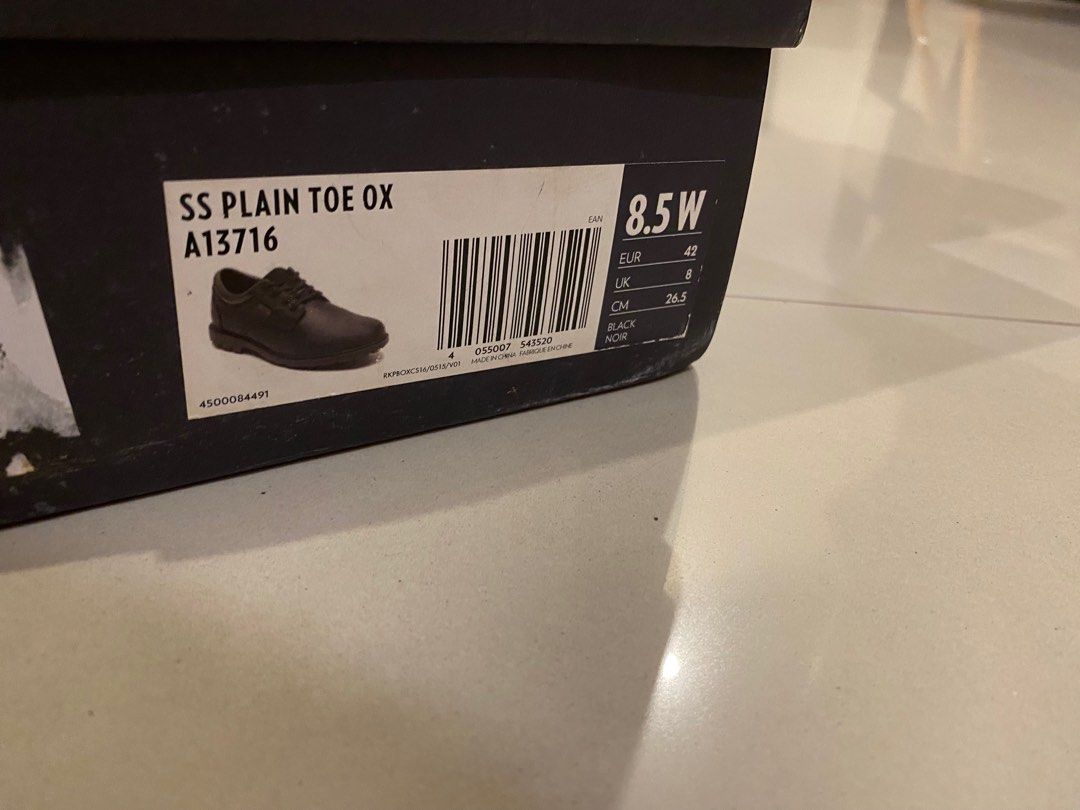 SS PLAIN TOE OX
A13716
4500084491
EAN
4 055007 543520
MADE IN CHINA FABRIQUE EN CHINE
RKPBOXCS16/0515/V01
8.5 W
EUR 42
UK 8
CM 26.5
BLACK
NOIR